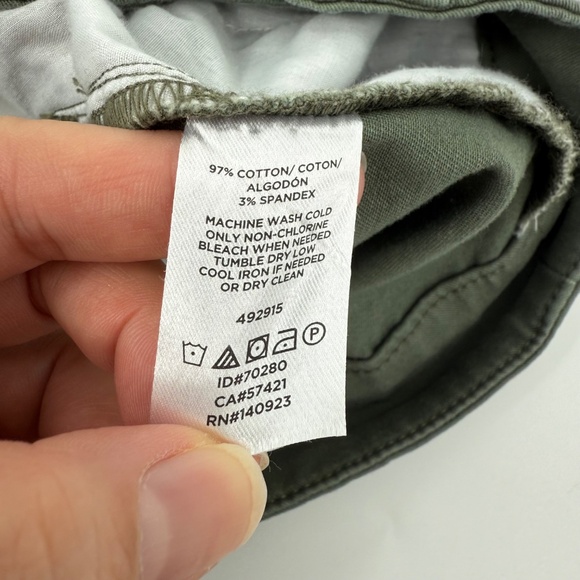 97% COTTON/ COTON/
ALGODÓN
3% SPANDEX
MACHINE WASH COLD
ONLY NON-CHLORINE
BLEACH WHEN NEEDED
TUMBLE DRY LOW
COOL IRON IF NEEDED
OR DRY CLEAN
492915
P
ID#70280
CA#57421
RN#140923